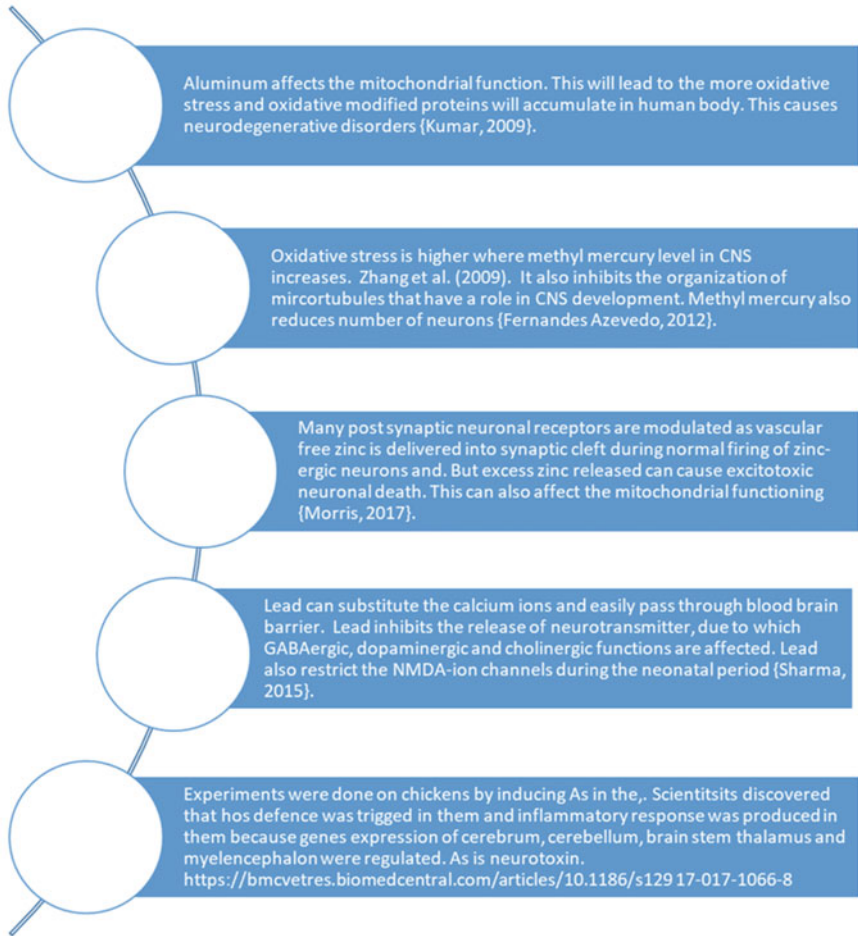 Aluminum affects the mitochondrial function. This will lead to the more oxidative
stress and oxidative modified proteins will accumulate in human body. This causes
neurodegenerative disorders {Kumar, 2009}.
Oxidative stress is higher where methyl mercury level in CNS
increases. Zhang et al. (2009). It also inhibits the organization of
mircortubules that have a role in CNS development. Methyl mercury also
reduces number of neurons {Fernandes Azevedo, 2012}.
Many post synaptic neuronal receptors are modulated as vascular
free zinc is delivered into synaptic cleft during normal firing of zinc-
ergic neurons and. But excess zinc released can cause excitotoxic
neuronal death. This can also affect the mitochondrial functioning
{Morris, 2017}.
Lead can substitute the calcium ions and easily pass through blood brain
barrier. Lead inhibits the release of neurotransmitter, due to which
GABAergic, dopaminergic and cholinergic functions are affected. Lead
also restrict the NMDA-ion channels during the neonatal period {Sharma,
2015}.
Experiments were done on chickens by inducing As in the,. Scientitsits discovered
that hos defence was trigged in them and inflammatory response was produced in
them because genes expression of cerebrum, cerebellum, brain stem thalamus and
myelencephalon were regulated. As is neurotoxin.
https://bmcvetres.biomedcentral.com/articles/10.1186/s129 17-017-1066-8